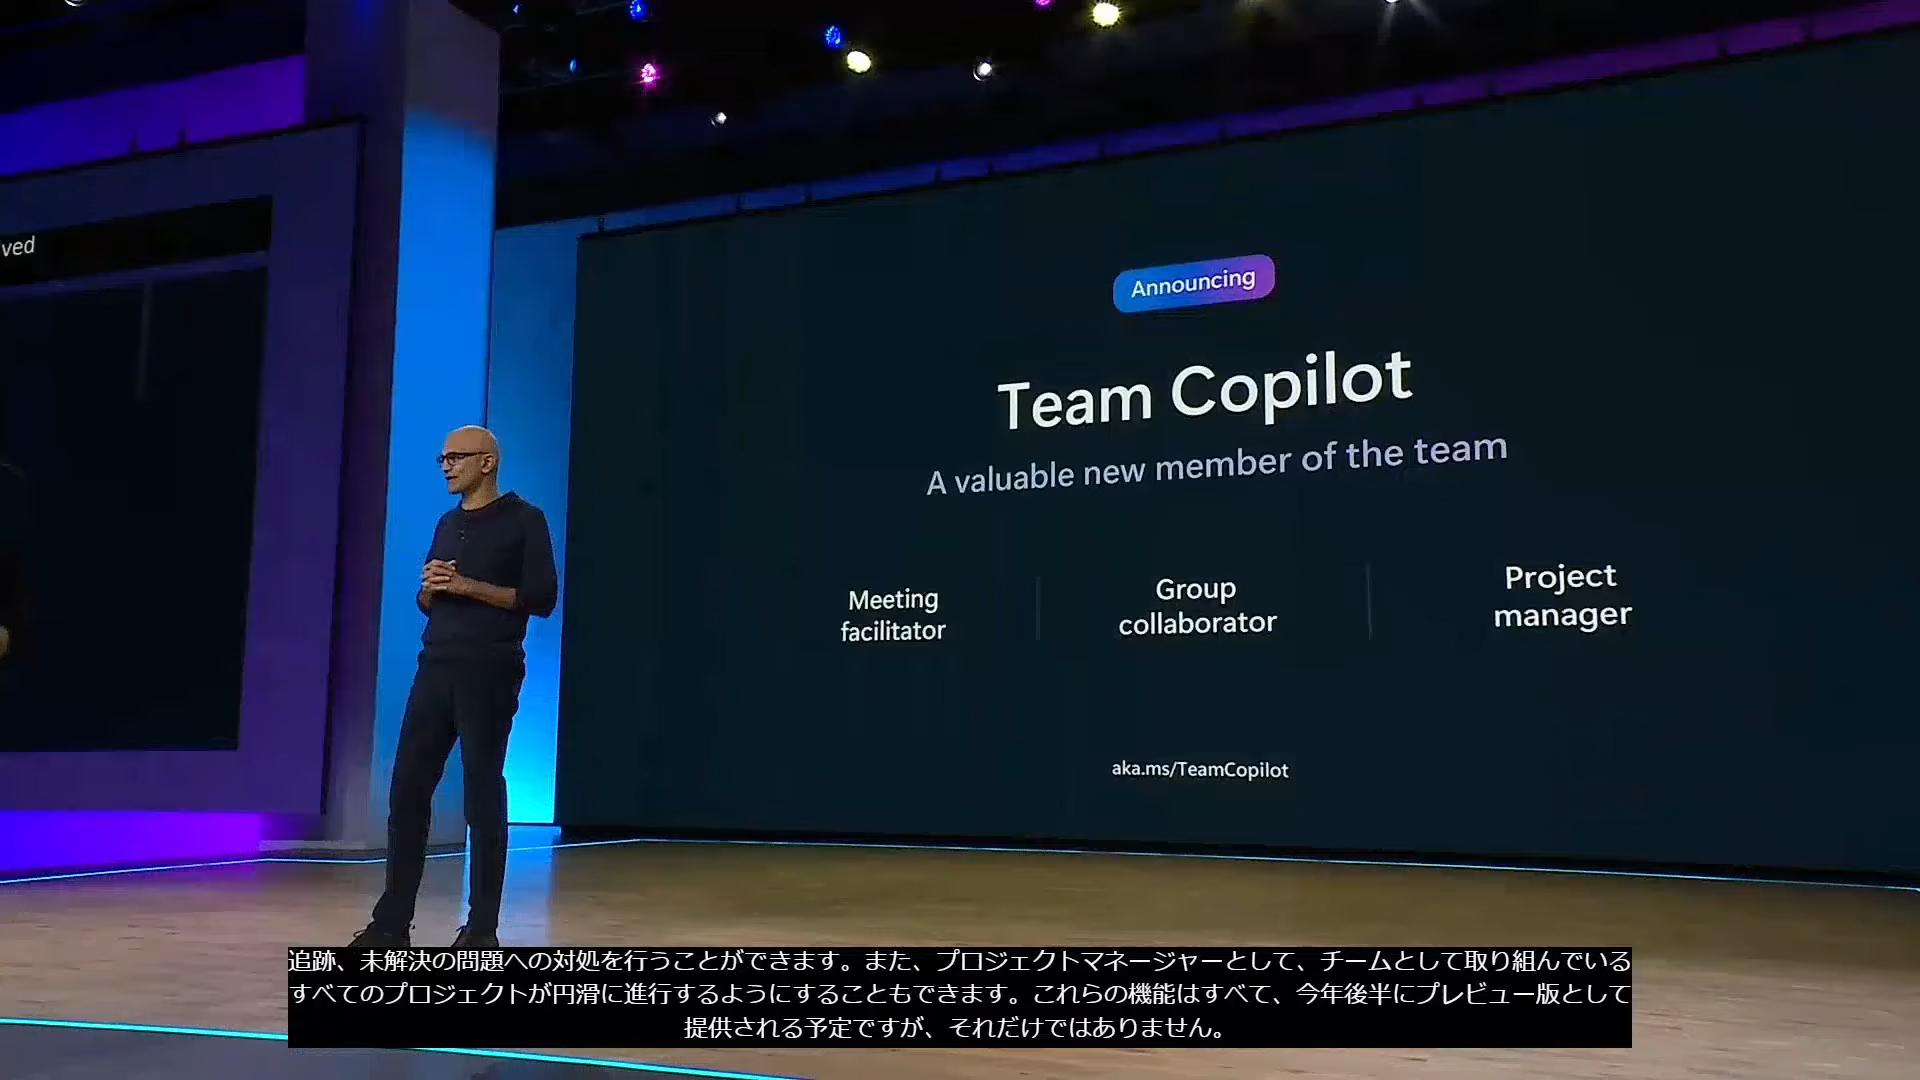 ved
Announcing
Team Copilot
A valuable new member of the team
Meeting
facilitator
Group
collaborator
Project
manager
aka.ms/TeamCopilot
追跡、未解決の問題への対処を行うことができます。また、プロジェクトマネージャーとして、チームとして取り組んでいる
すべてのプロジェクトが円滑に進行するようにすることもできます。これらの機能はすべて、今年後半にプレビュー版として
提供される予定ですが、それだけではありません。